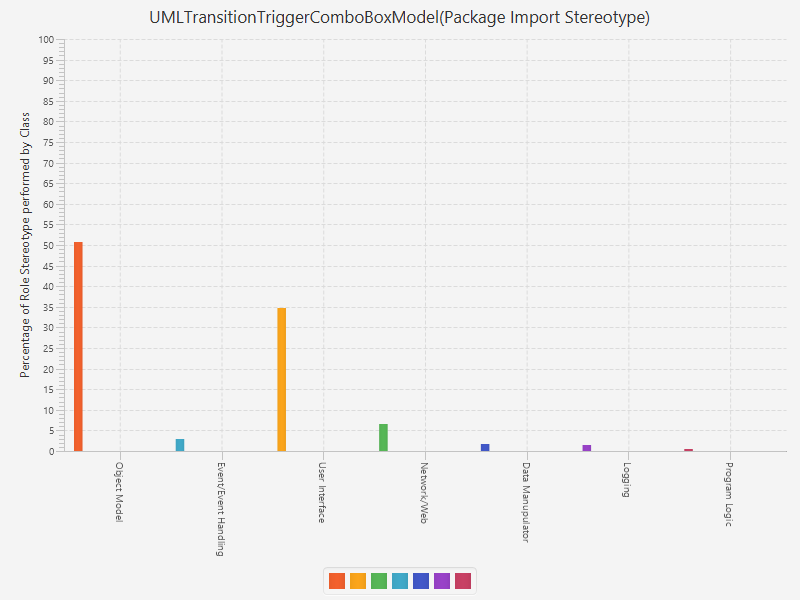 UMLTransitionTriggerComboBoxModel(Package Import Stereotype)
Percentage of Role Stereotype performed by Class
100
95
90
85
80
75
70
65
60
55
50
45
40
35
30
25
20
15
10
5
0
Object Model
Event/Event Handling
User Interface
Network/Web
Data Manupulator
Logging
Program Logic